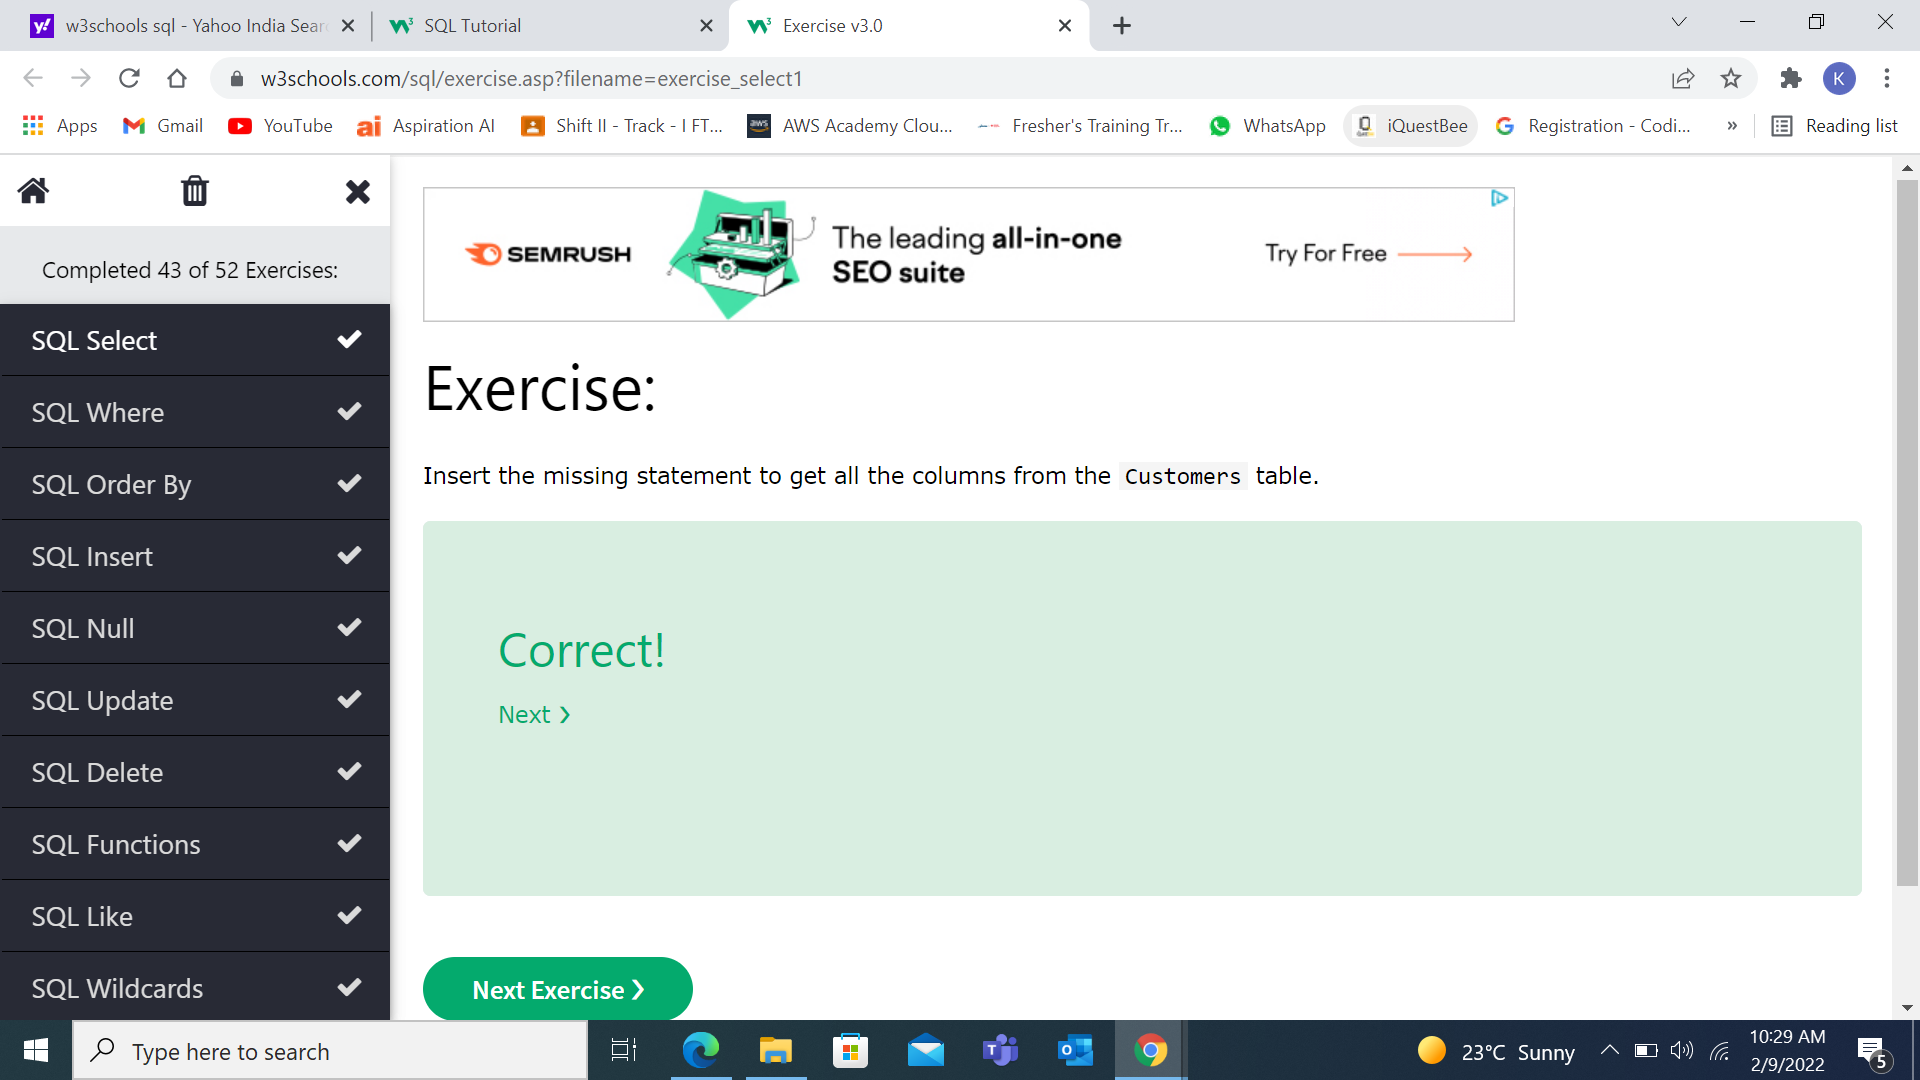 w3schools sql - Yahoo India Sear
SQL Tutorial
Exercise v3.0
w3schools.com/sql/exercise.asp?filename=exercise_select1
K
Apps
Gmail
YouTube
ai Aspiration AI
Shift II - Track - I FT...
aws AWS Academy Clou...
Fresher's Training Tr...
WhatsApp
iQuestBee
Registration - Codi...
»
Reading list
Completed 43 of 52 Exercises:
SQL Select
SQL Where
SQL Order By
SQL Insert
SQL Null
SQL Update
SQL Delete
SQL Functions
SQL Like
SQL Wildcards
SEMRUSH
The leading all-in-one
SEO suite
Try For Free
Exercise:
Insert the missing statement to get all the columns from the Customers table.
Correct!
Next ❯
Next Exercise ❯
Type here to search
23°C Sunny
10:29 AM
2/9/2022
5